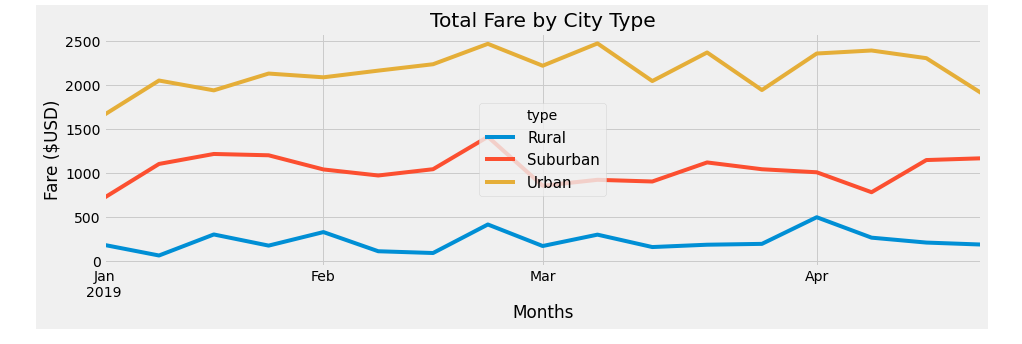 Total Fare by City Type
Fare ($USD)
2500
2000
1500
1000
500
0
type
Rural
Suburban
Urban
Jan
2019
Feb
Mar
Apr
Months